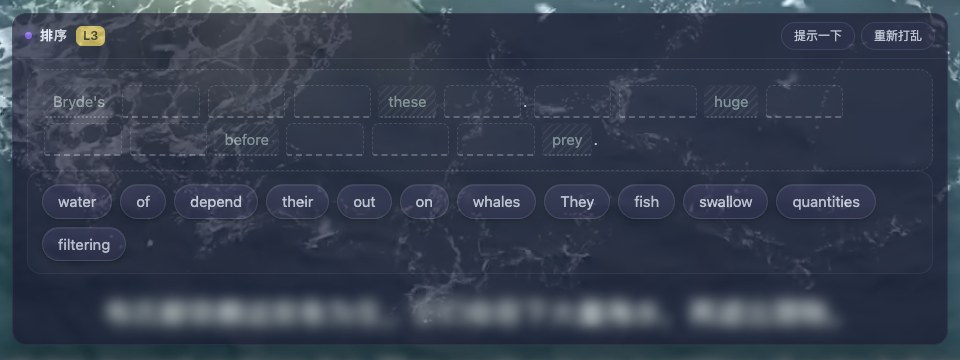 排序 L3 提示一下 重新打乱
Bryde's these . huge
before prey .
water of depend their out on whales They fish swallow quantities
filtering